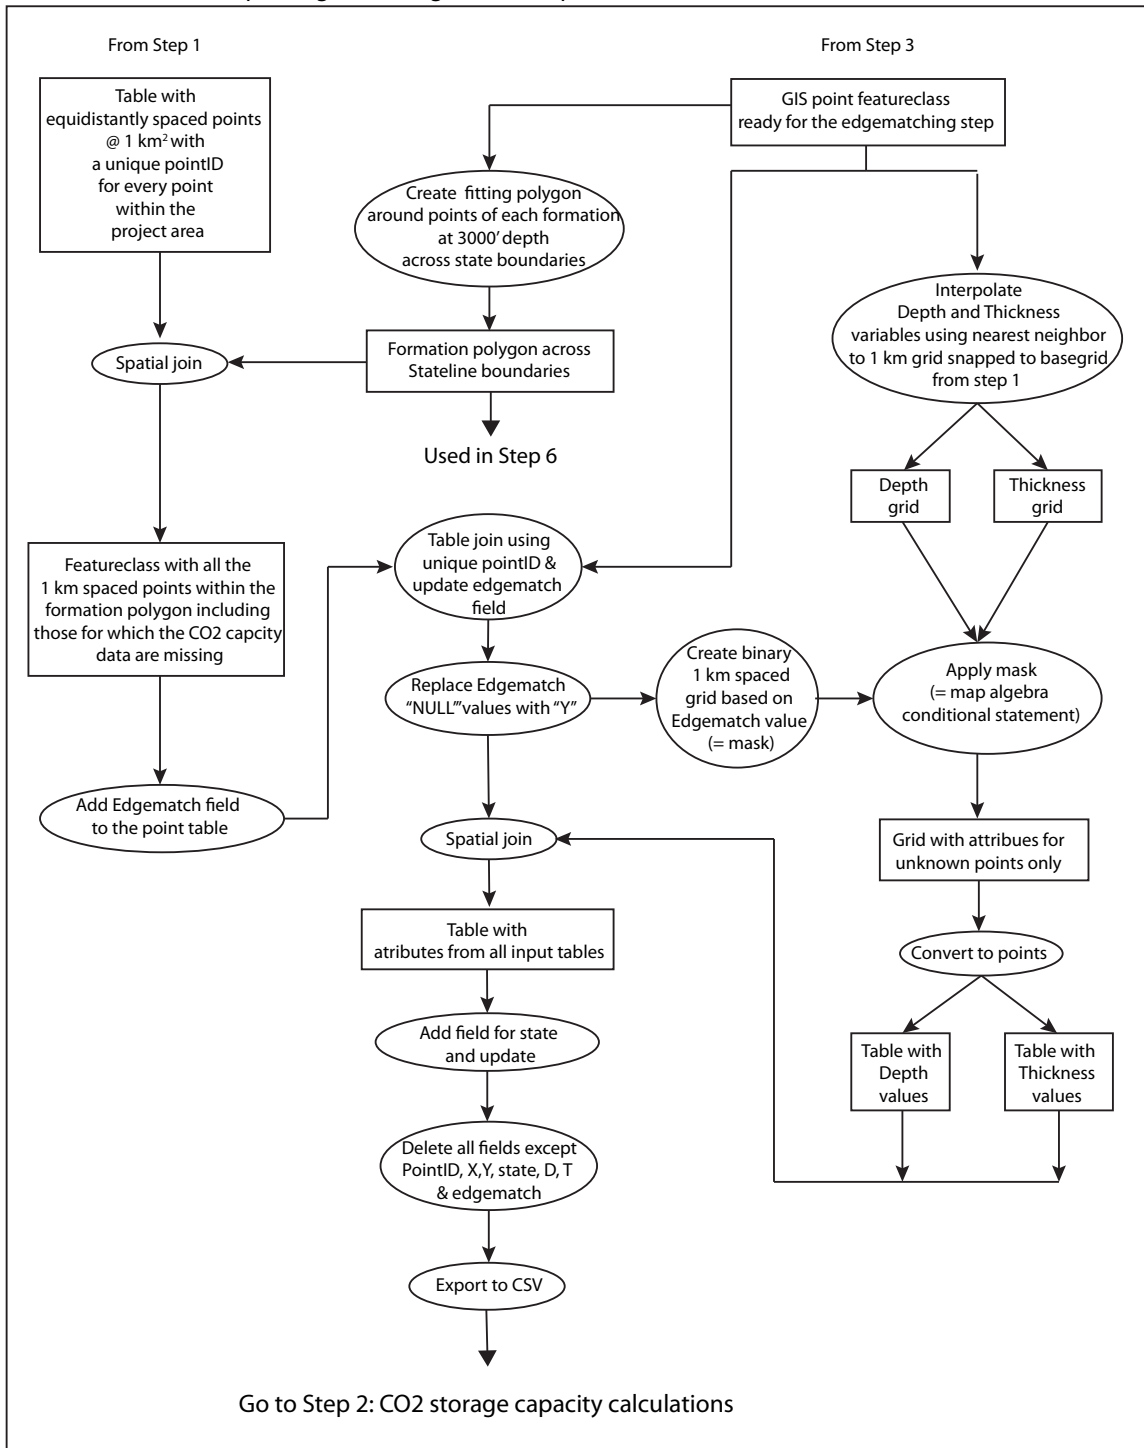 From Step 1
From Step 3
Table with
equidistantly spaced points
@ 1 km² with
a unique pointID
for every point
within the
project area
GIS point featureclass
ready for the edgematching step
Create fitting polygon
around points of each formation
at 3000' depth
across state boundaries
Interpolate
Depth and Thickness
variables using nearest neighbor
to 1 km grid snapped to basegrid
from step 1
Spatial join
Formation polygon across
Stateline boundaries
Used in Step 6
Depth
grid
Thickness
grid
Table join using
unique pointID &
update edgematch
field
Featureclass with all the
1 km spaced points within the
formation polygon including
those for which the CO2 capcity
data are missing
Replace Edgematch
“NULL”’ values with “Y”
Create binary
1 km spaced
grid based on
Edgematch value
(= mask)
Apply mask
(= map algebra
conditional statement)
Add Edgematch field
to the point table
Spatial join
Grid with attribues for
unknown points only
Table with
atributes from all input tables
Convert to points
Add field for state
and update
Table with
Depth
values
Table with
Thickness
values
Delete all fields except
PointID, X,Y, state, D, T
& edgematch
Export to CSV
Go to Step 2: CO2 storage capacity calculations